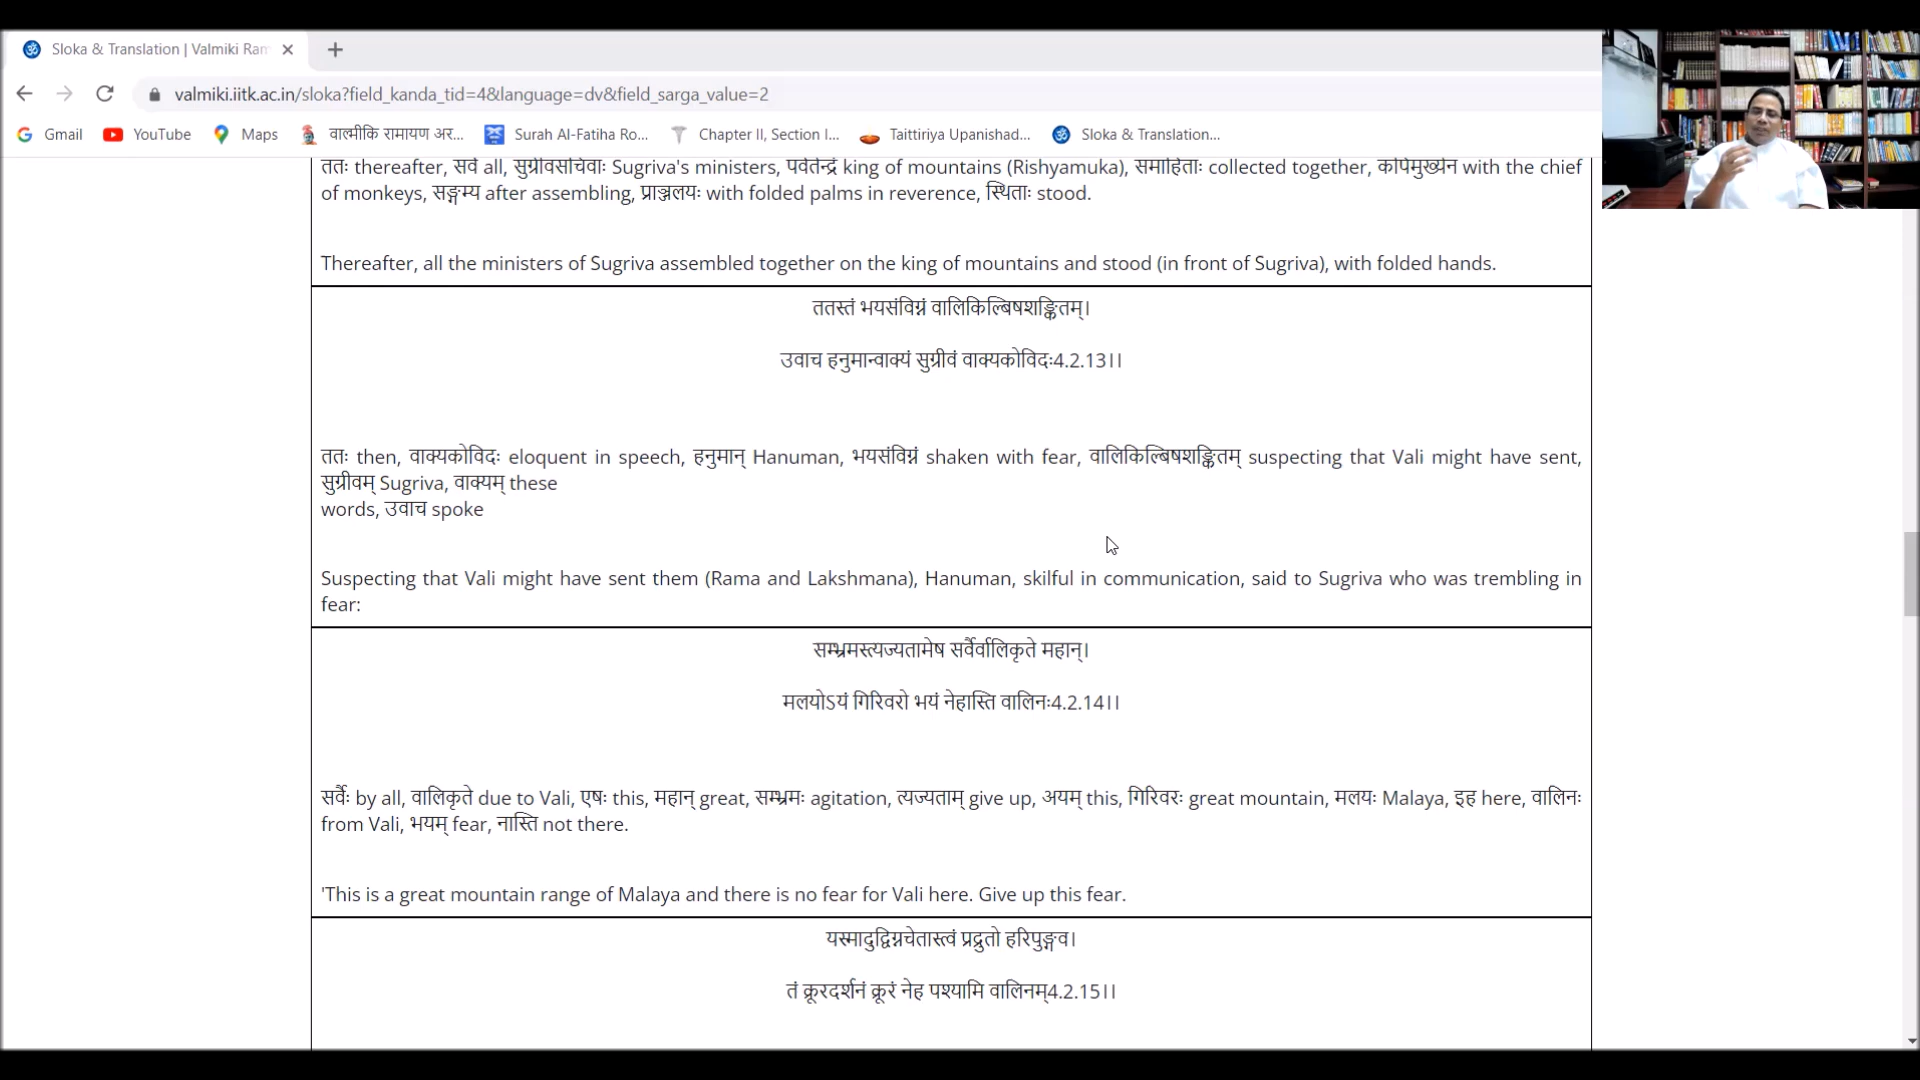 Sloka & Translation | Valmiki Ram
valmiki.iitk.ac.in/sloka?field_kanda_tid=4&language=dv&field_sarga_value=2
Gmail YouTube Maps वाल्मीकि रामायण अर... Surah Al-Fatiha Ro... Chapter II, Section I... Taittiriya Upanishad... Sloka & Translation...
ततः thereafter, सर्वे all, सुग्रीवसचिवाः Sugriva's ministers, पर्वतेन्द्रं king of mountains (Rishyamuka), समाहिताः collected together, कपिमुख्येन with the chief
of monkeys, सङ्गम्य after assembling, प्राञ्जलयः with folded palms in reverence, स्थिताः stood.
Thereafter, all the ministers of Sugriva assembled together on the king of mountains and stood (in front of Sugriva), with folded hands.
ततस्तं भयसंविग्नं वालिकिल्बिषशङ्कितम्।
उवाच हनुमान्वाक्यं सुग्रीवं वाक्यकोविदः4.2.13।।
ततः then, वाक्यकोविदः eloquent in speech, हनुमान् Hanuman, भयसंविग्नं shaken with fear, वालिकिल्बिषशङ्कितम् suspecting that Vali might have sent,
सुग्रीवम् Sugriva, वाक्यम् these
words, उवाच spoke
Suspecting that Vali might have sent them (Rama and Lakshmana), Hanuman, skilful in communication, said to Sugriva who was trembling in
fear:
सम्भ्रमस्त्यज्यतामेष सर्वैर्वालिकृते महान्।
मलयोऽयं गिरिवरो भयं नेहास्ति वालिनः4.2.14।।
सर्वैः by all, वालिकृते due to Vali, एषः this, महान् great, सम्भ्रमः agitation, त्यज्यताम् give up, अयम् this, गिरिवरः great mountain, मलयः Malaya, इह here, वालिनः
from Vali, भयम् fear, नास्ति not there.
'This is a great mountain range of Malaya and there is no fear for Vali here. Give up this fear.
यस्मादुद्विग्नचेतास्त्वं प्रद्रुतो हरिपुङ्गव।
तं क्रूरदर्शनं क्रूरं नेह पश्यामि वालिनम्4.2.15।।